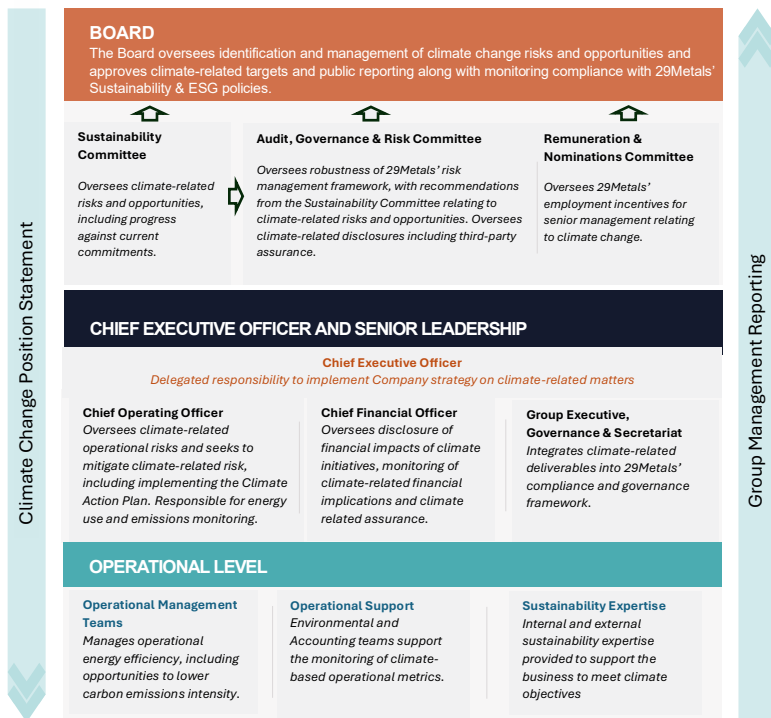 Climate Change Position Statement
BOARD
The Board oversees identification and management of climate change risks and opportunities and
approves climate-related targets and public reporting along with monitoring compliance with 29Metals'
Sustainability & ESG policies.
Sustainability
Committee
Oversees climate-related
risks and opportunities,
including progress
against current
commitments.
Audit, Governance & Risk Committee
Oversees robustness of 29Metals' risk
management framework, with recommendations
from the Sustainability Committee relating to
climate-related risks and opportunities. Oversees
climate-related disclosures including third-party
assurance.
Remuneration &
Nominations Committee
Oversees 29Metals'
employment incentives for
senior management relating
to climate change.
CHIEF EXECUTIVE OFFICER AND SENIOR LEADERSHIP
Chief Executive Officer
Delegated responsibility to implement Company strategy on climate-related matters
Chief Operating Officer
Oversees climate-related
operational risks and seeks to
mitigate climate-related risk,
including implementing the Climate
Action Plan. Responsible for energy
use and emissions monitoring.
Chief Financial Officer
Oversees disclosure of
financial impacts of climate
initiatives, monitoring of
climate-related financial
implications and climate
related assurance.
Group Executive,
Governance & Secretariat
Integrates climate-related
deliverables into 29Metals'
compliance and governance
framework.
OPERATIONAL LEVEL
Operational Management
Teams
Manages operational
energy efficiency, including
opportunities to lower
carbon emissions intensity.
Operational Support
Environmental and
Accounting teams support
the monitoring of climate-
based operational metrics.
Sustainability Expertise
Internal and external
sustainability expertise
provided to support the
business to meet climate
objectives
Group Management Reporting